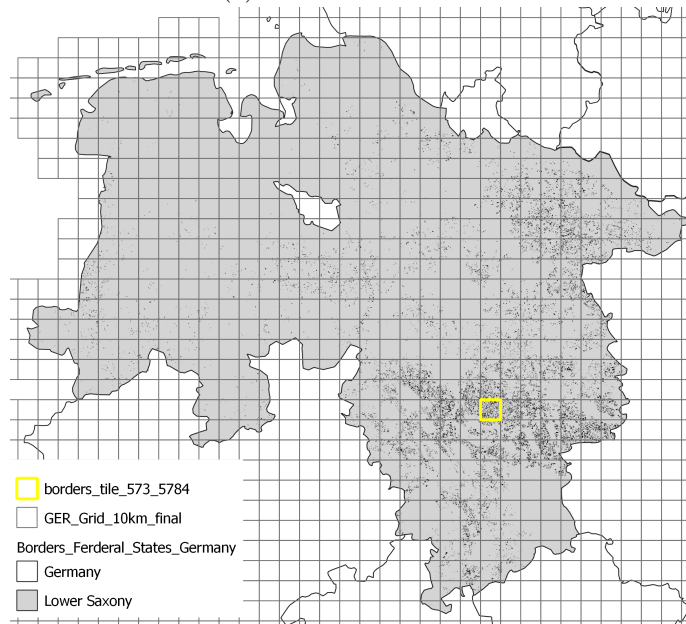 borders_tile_573_5784
GER_Grid_10km_final
Borders_Ferderal_States_Germany
Germany
Lower Saxony